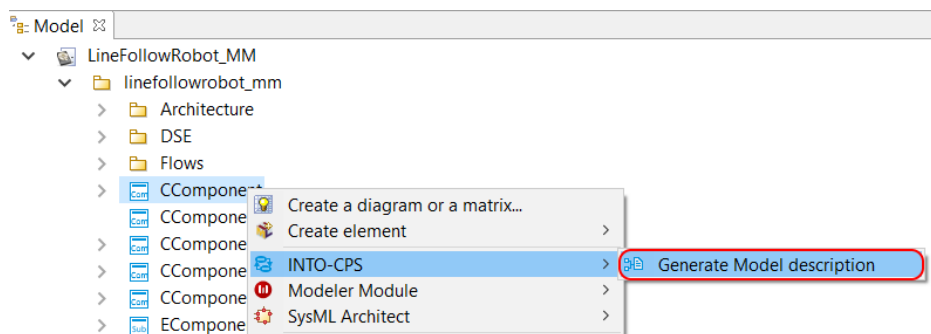 Model
LineFollowRobot_MM
linefollowrobot_mm
Architecture
DSE
Flows
CComponent
CCompone
CCompone
CCompone
CCompone
ECompone
Create a diagram or a matrix...
Create element
INTO-CPS
Modeler Module
SysML Architect
Generate Model description